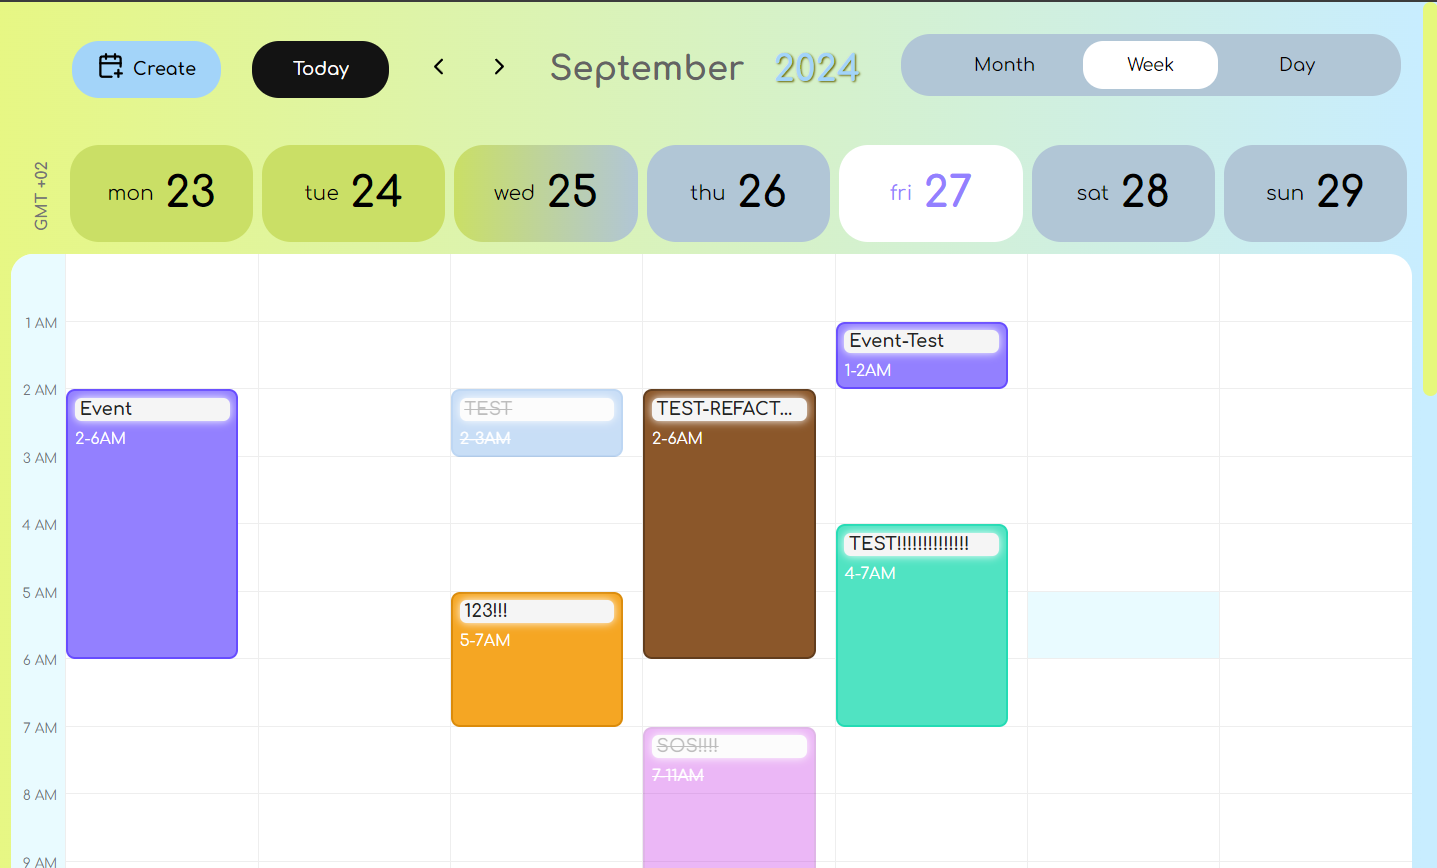 Create
Today
September 2024
Month
Week
Day
GMT +02
mon 23
tue 24
wed 25
thu 26
fri 27
sat 28
sun 29
1 AM
Event-Test
1-2AM
2 AM
Event
2-6AM
TEST
2-3AM
TEST-REFACT...
2-6AM
3 AM
4 AM
TEST!!!!!!!!!!!!!!
4-7AM
5 AM
123!!!
5-7AM
6 AM
7 AM
SOS!!!!
7-11AM
8 AM
9 AM